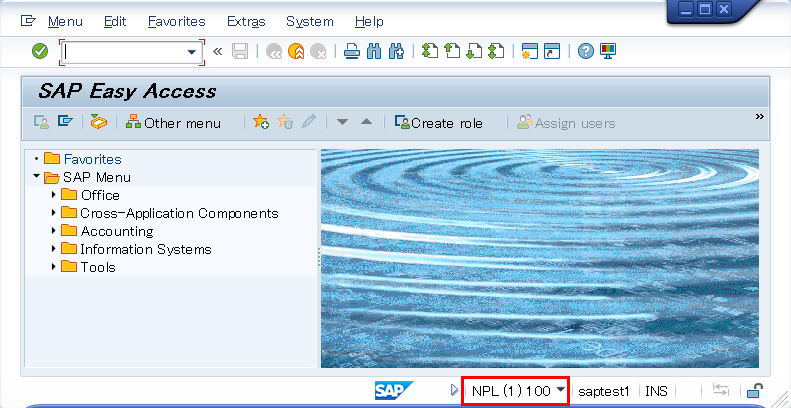 Menu Edit Favorites Extras System Help
SAP Easy Access
Other menu Create role Assign users
Favorites
SAP Menu
Office
Cross-Application Components
Accounting
Information Systems
Tools
SAP NPL (1) 100 saptest1 INS